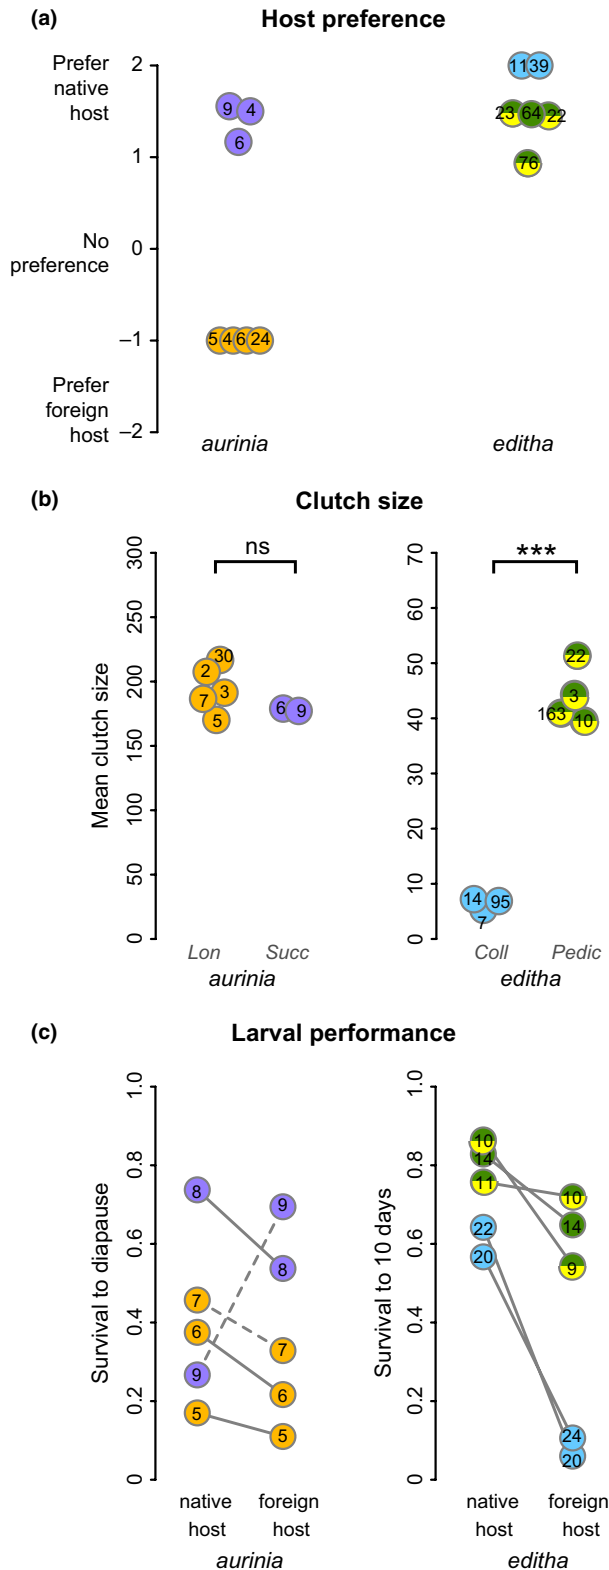 (a) Host preference
Prefer
native
host
No
preference
Prefer
foreign
host
2
1
0
–1
–2
9 4
6
5 4 6 24
11 39
23 64 22
76
aurinia editha
(b) Clutch size
Mean clutch size
300
250
200
150
100
50
0
ns
30
2
3
7
5
6 9
Lon Succ
aurinia
70
60
50
40
30
20
10
0
***
22
3
163 10
14 95
7
Coll Pedic
editha
(c) Larval performance
Survival to diapause
1.0
0.8
0.6
0.4
0.2
0
8 9
8
7 7
6 6
9
5 5
native
host
foreign
host
aurinia
Survival to 10 days
1.0
0.8
0.6
0.4
0.2
0
10
14
11 10
22 14
20 9
24
20
native
host
foreign
host
editha